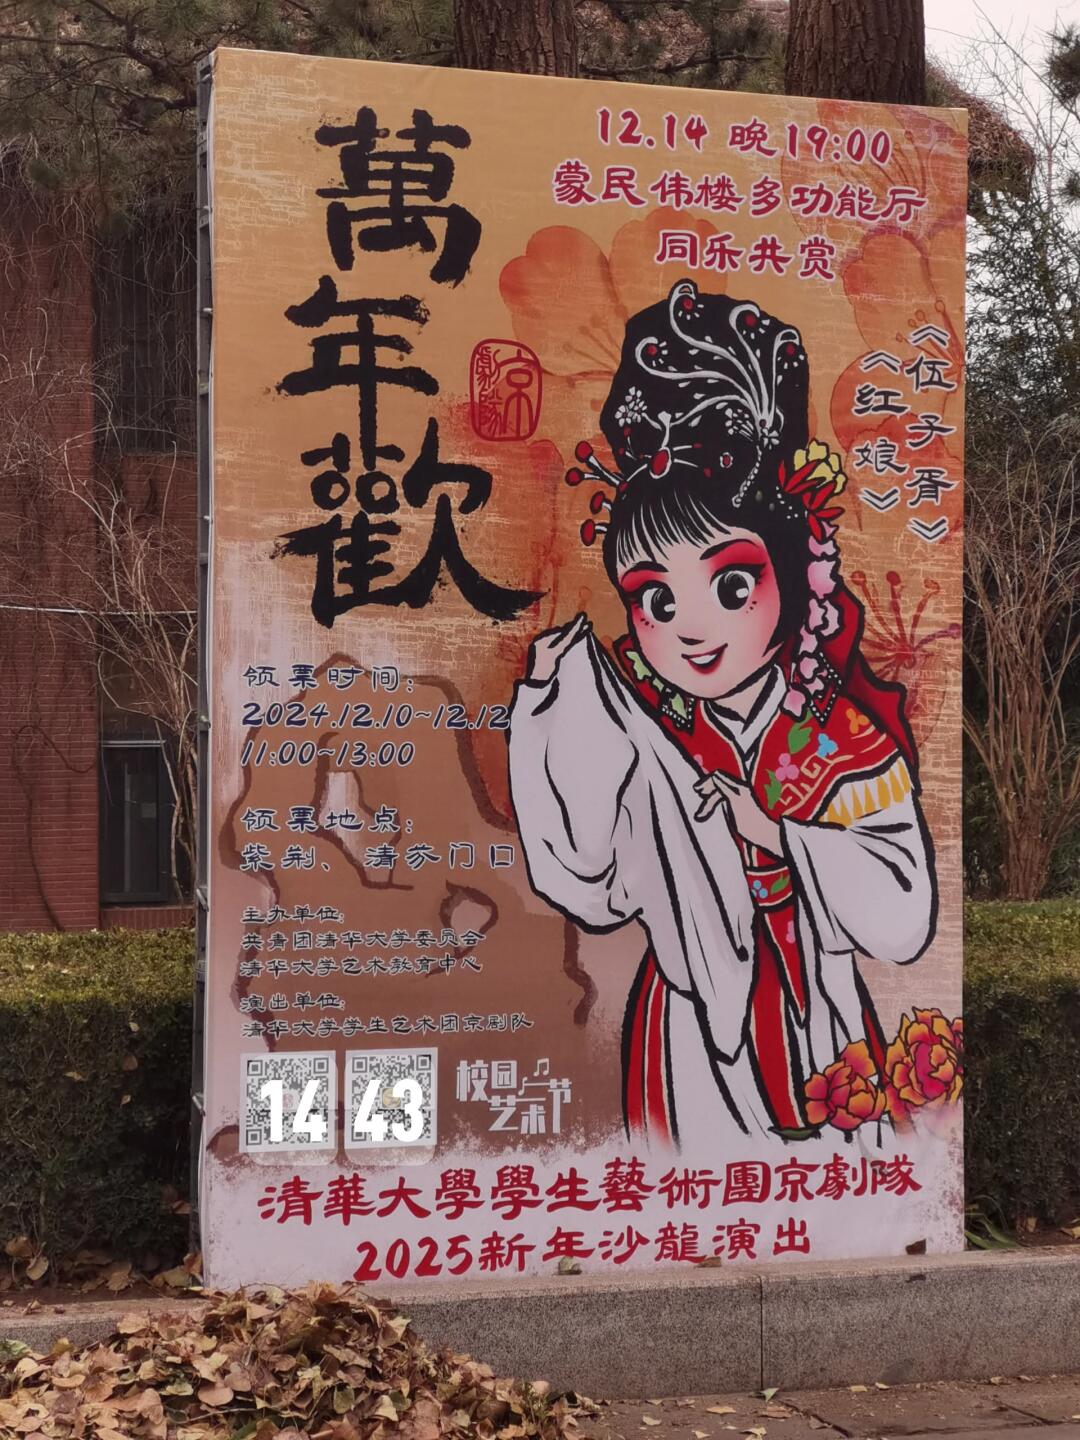 萬年歡
京劇隊
12.14 晚19:00
蒙民伟楼多功能厅
同乐共赏
《伍子胥》
《红娘》
领票时间:
2024.12.10~12.12
11:00~13:00
领票地点:
紫荆、清芬门口
主办单位:
共青团清华大学委员会
清华大学艺术教育中心
演出单位:
清华大学学生艺术团京剧队
14 43
校园
艺术节
清華大學學生藝術團京劇隊
2025新年沙龍演出